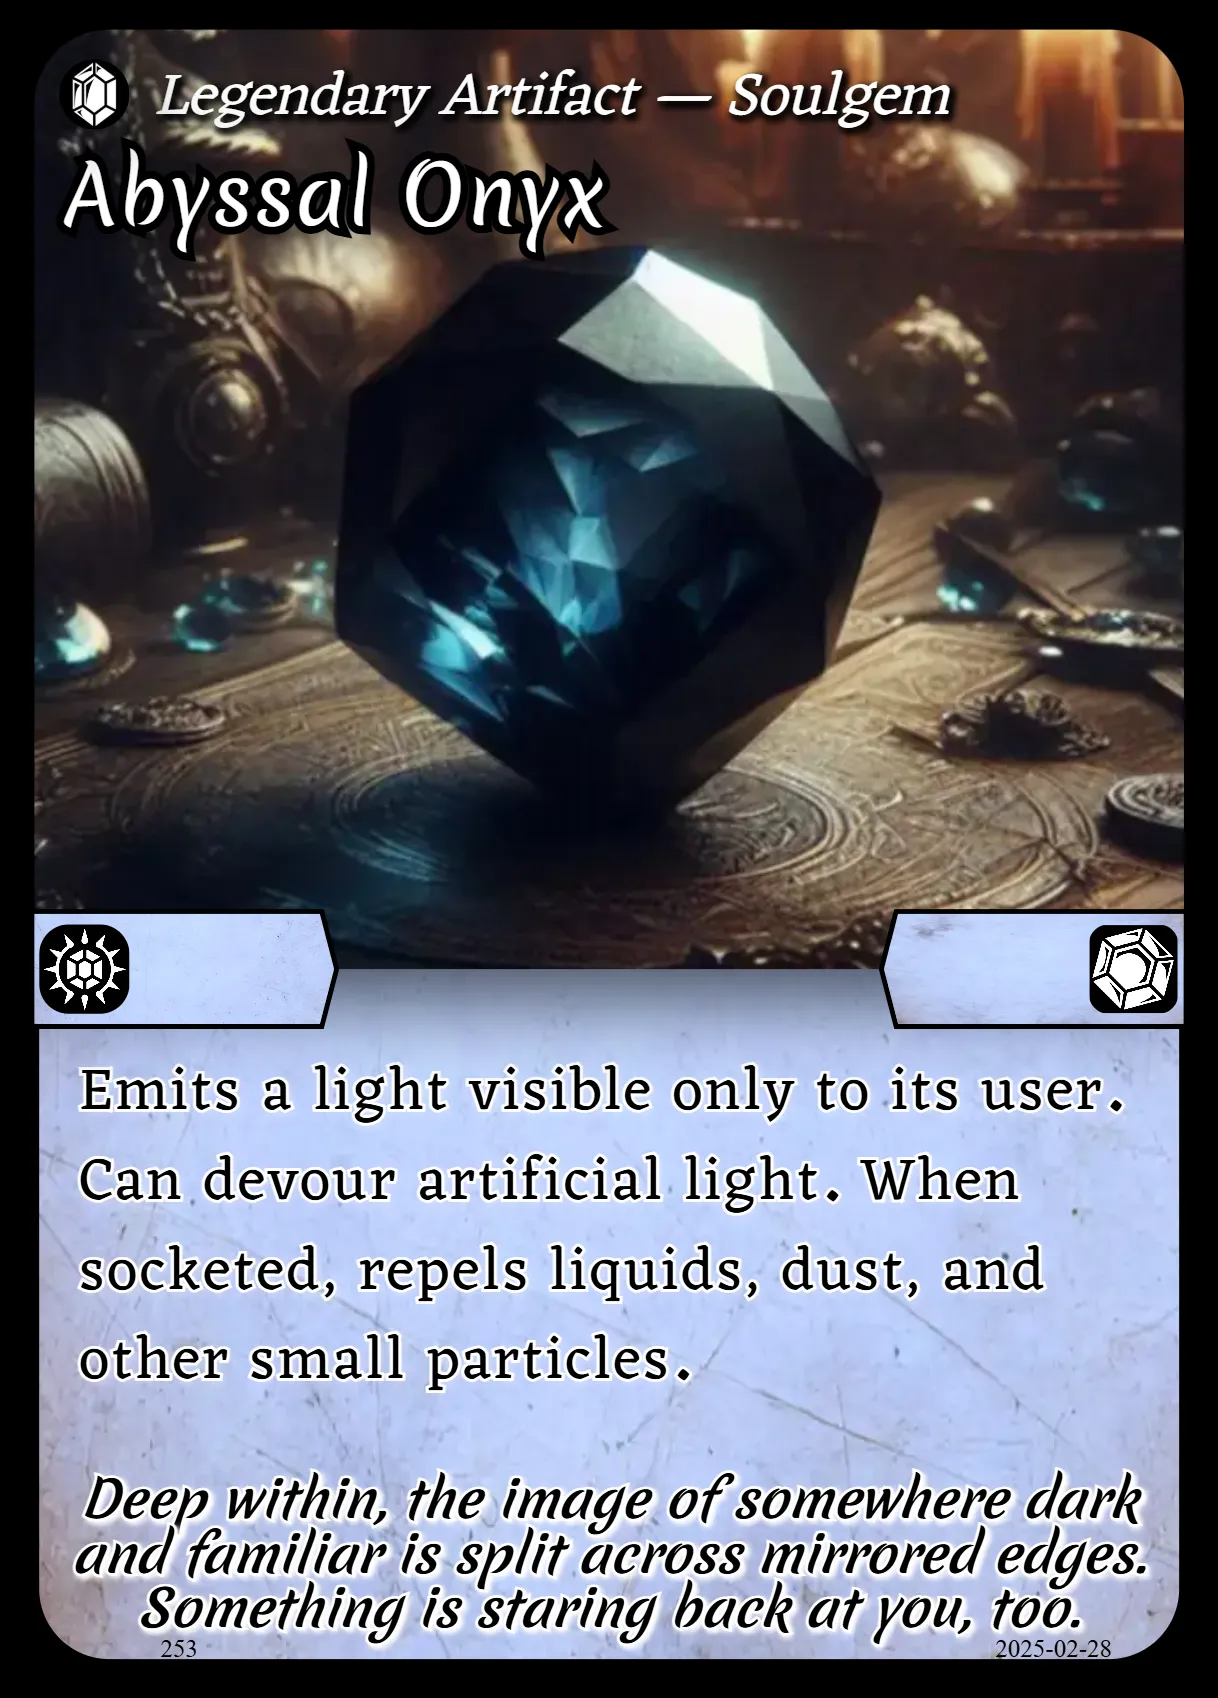 Legendary Artifact — Soulgem
Abyssal Onyx
Emits a light visible only to its user.
Can devour artificial light. When
socketed, repels liquids, dust, and
other small particles.
Deep within, the image of somewhere dark
and familiar is split across mirrored edges.
Something is staring back at you, too.
253
2025-02-28